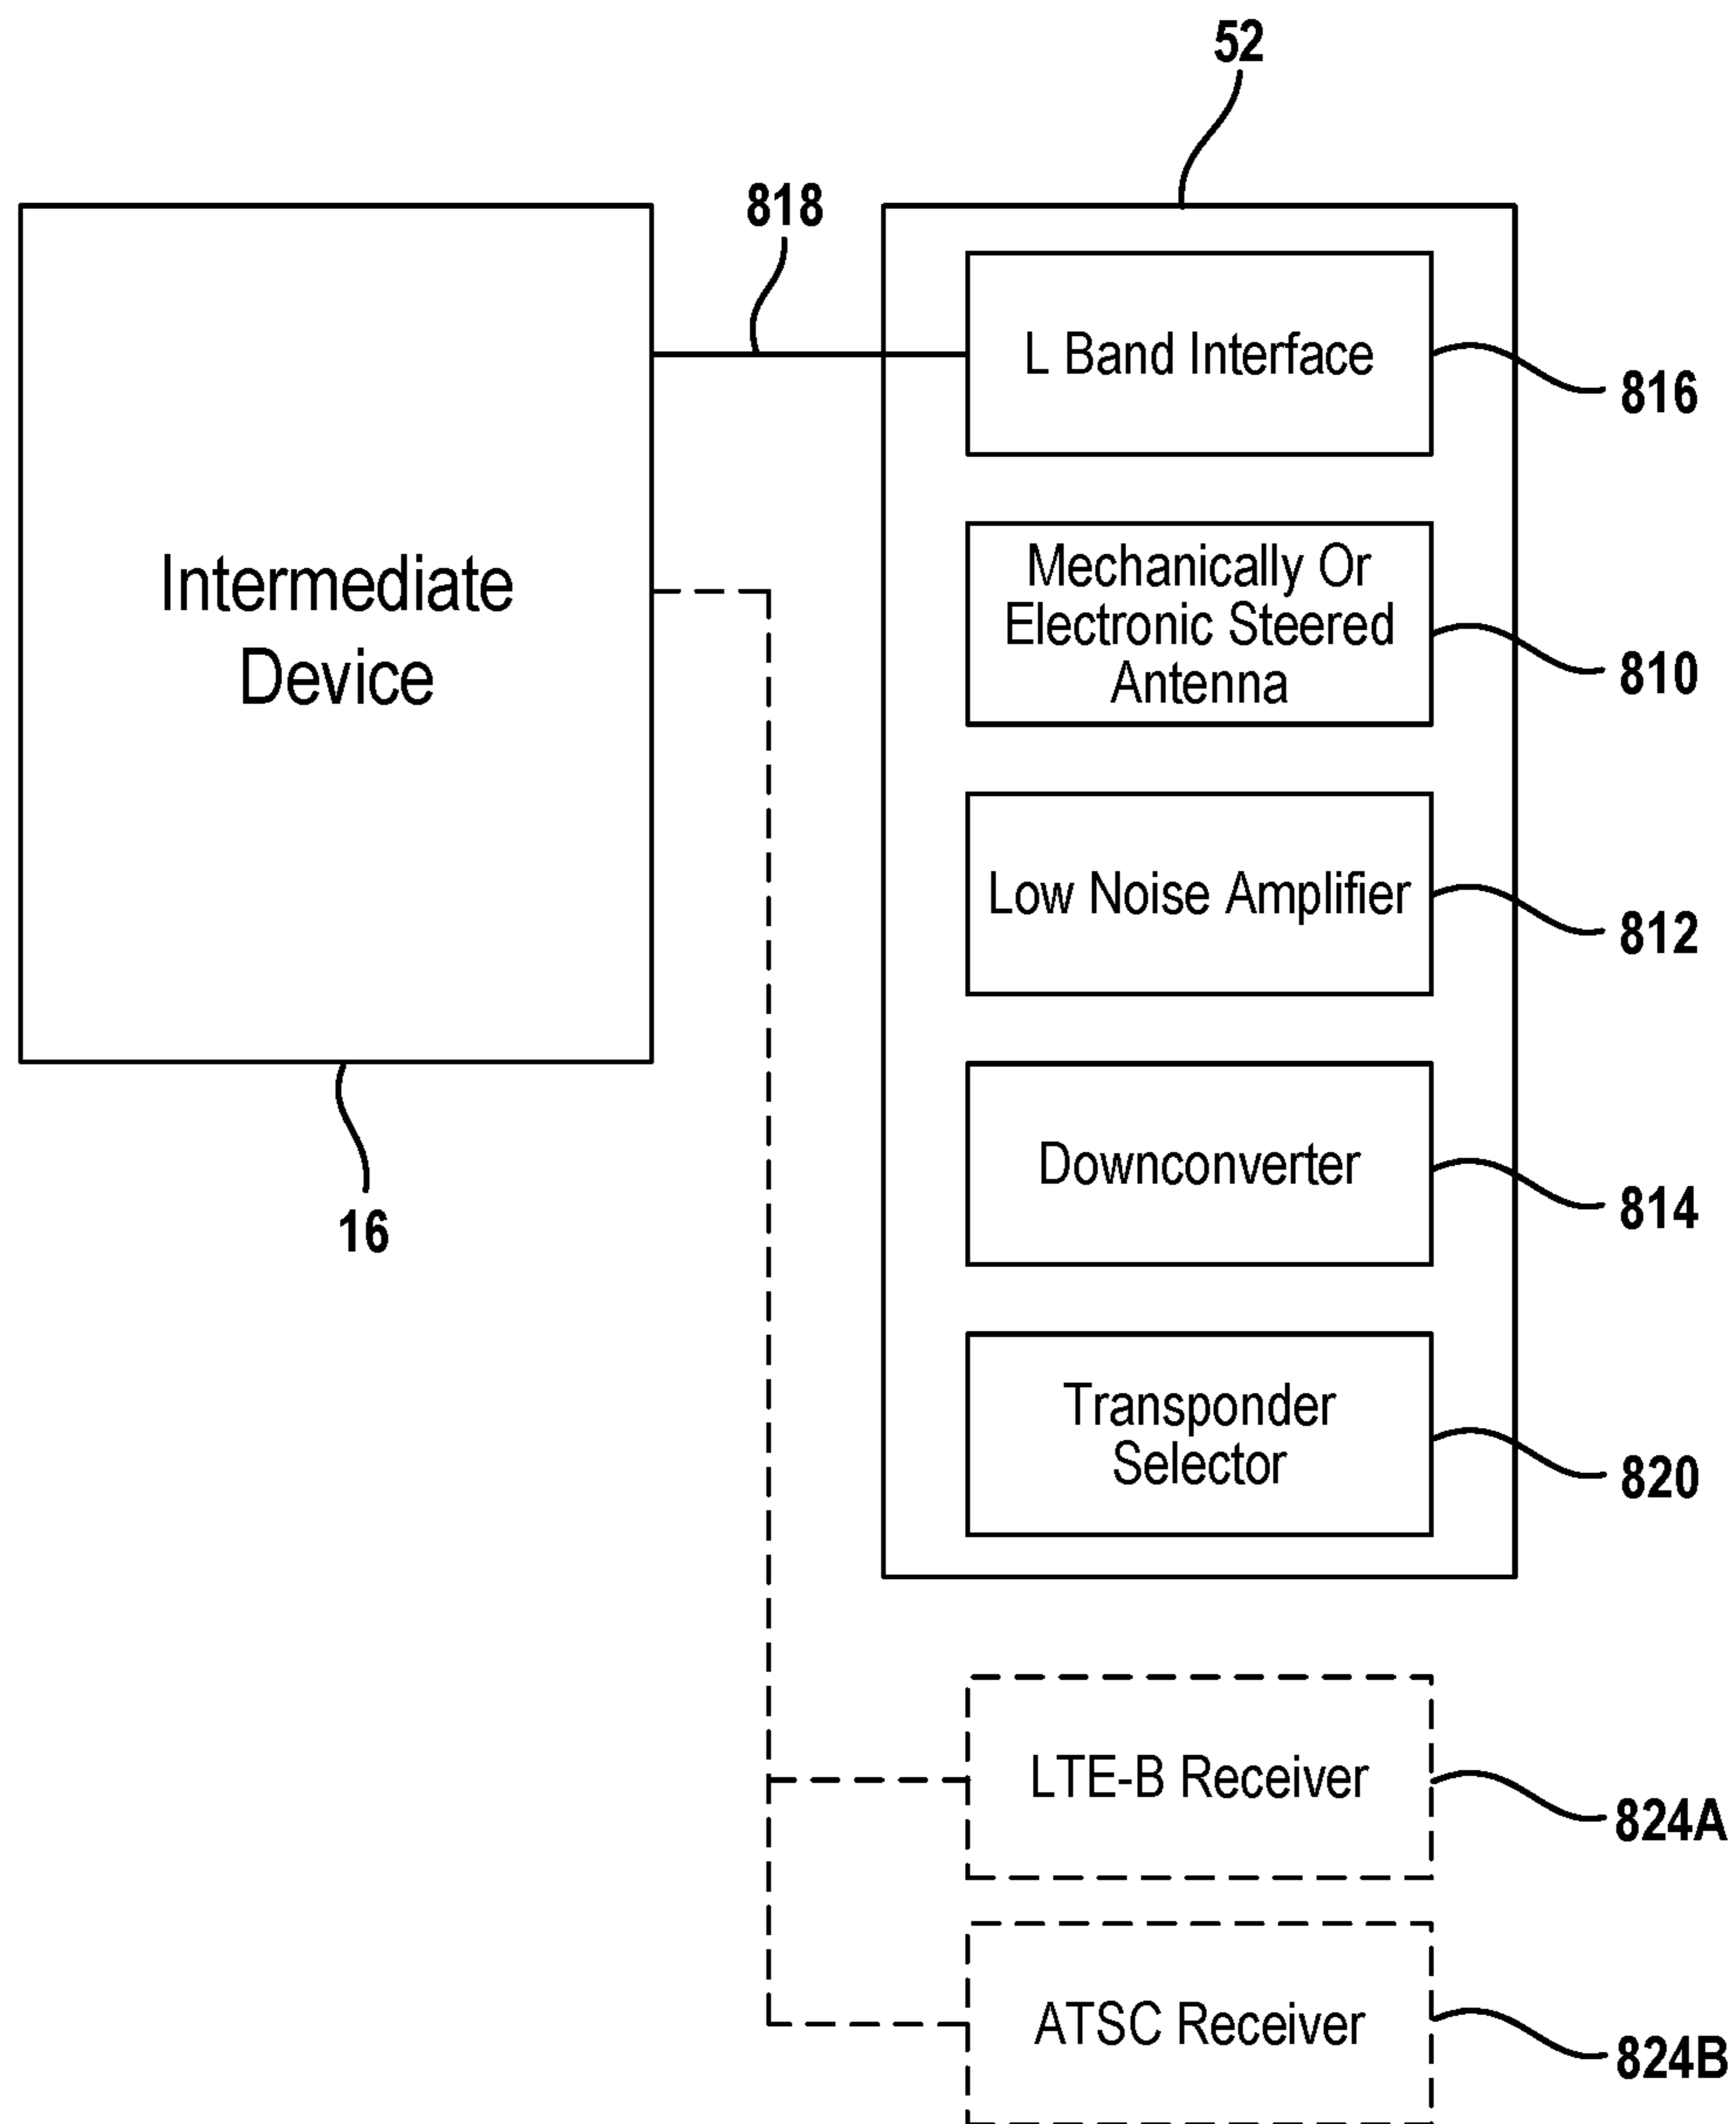 52
818
L Band Interface
816
Intermediate
Device
Mechanically Or
Electronic Steered
Antenna
810
Low Noise Amplifier
812
Downconverter
814
16
Transponder
Selector
820
LTE-B Receiver
824A
ATSC Receiver
824B